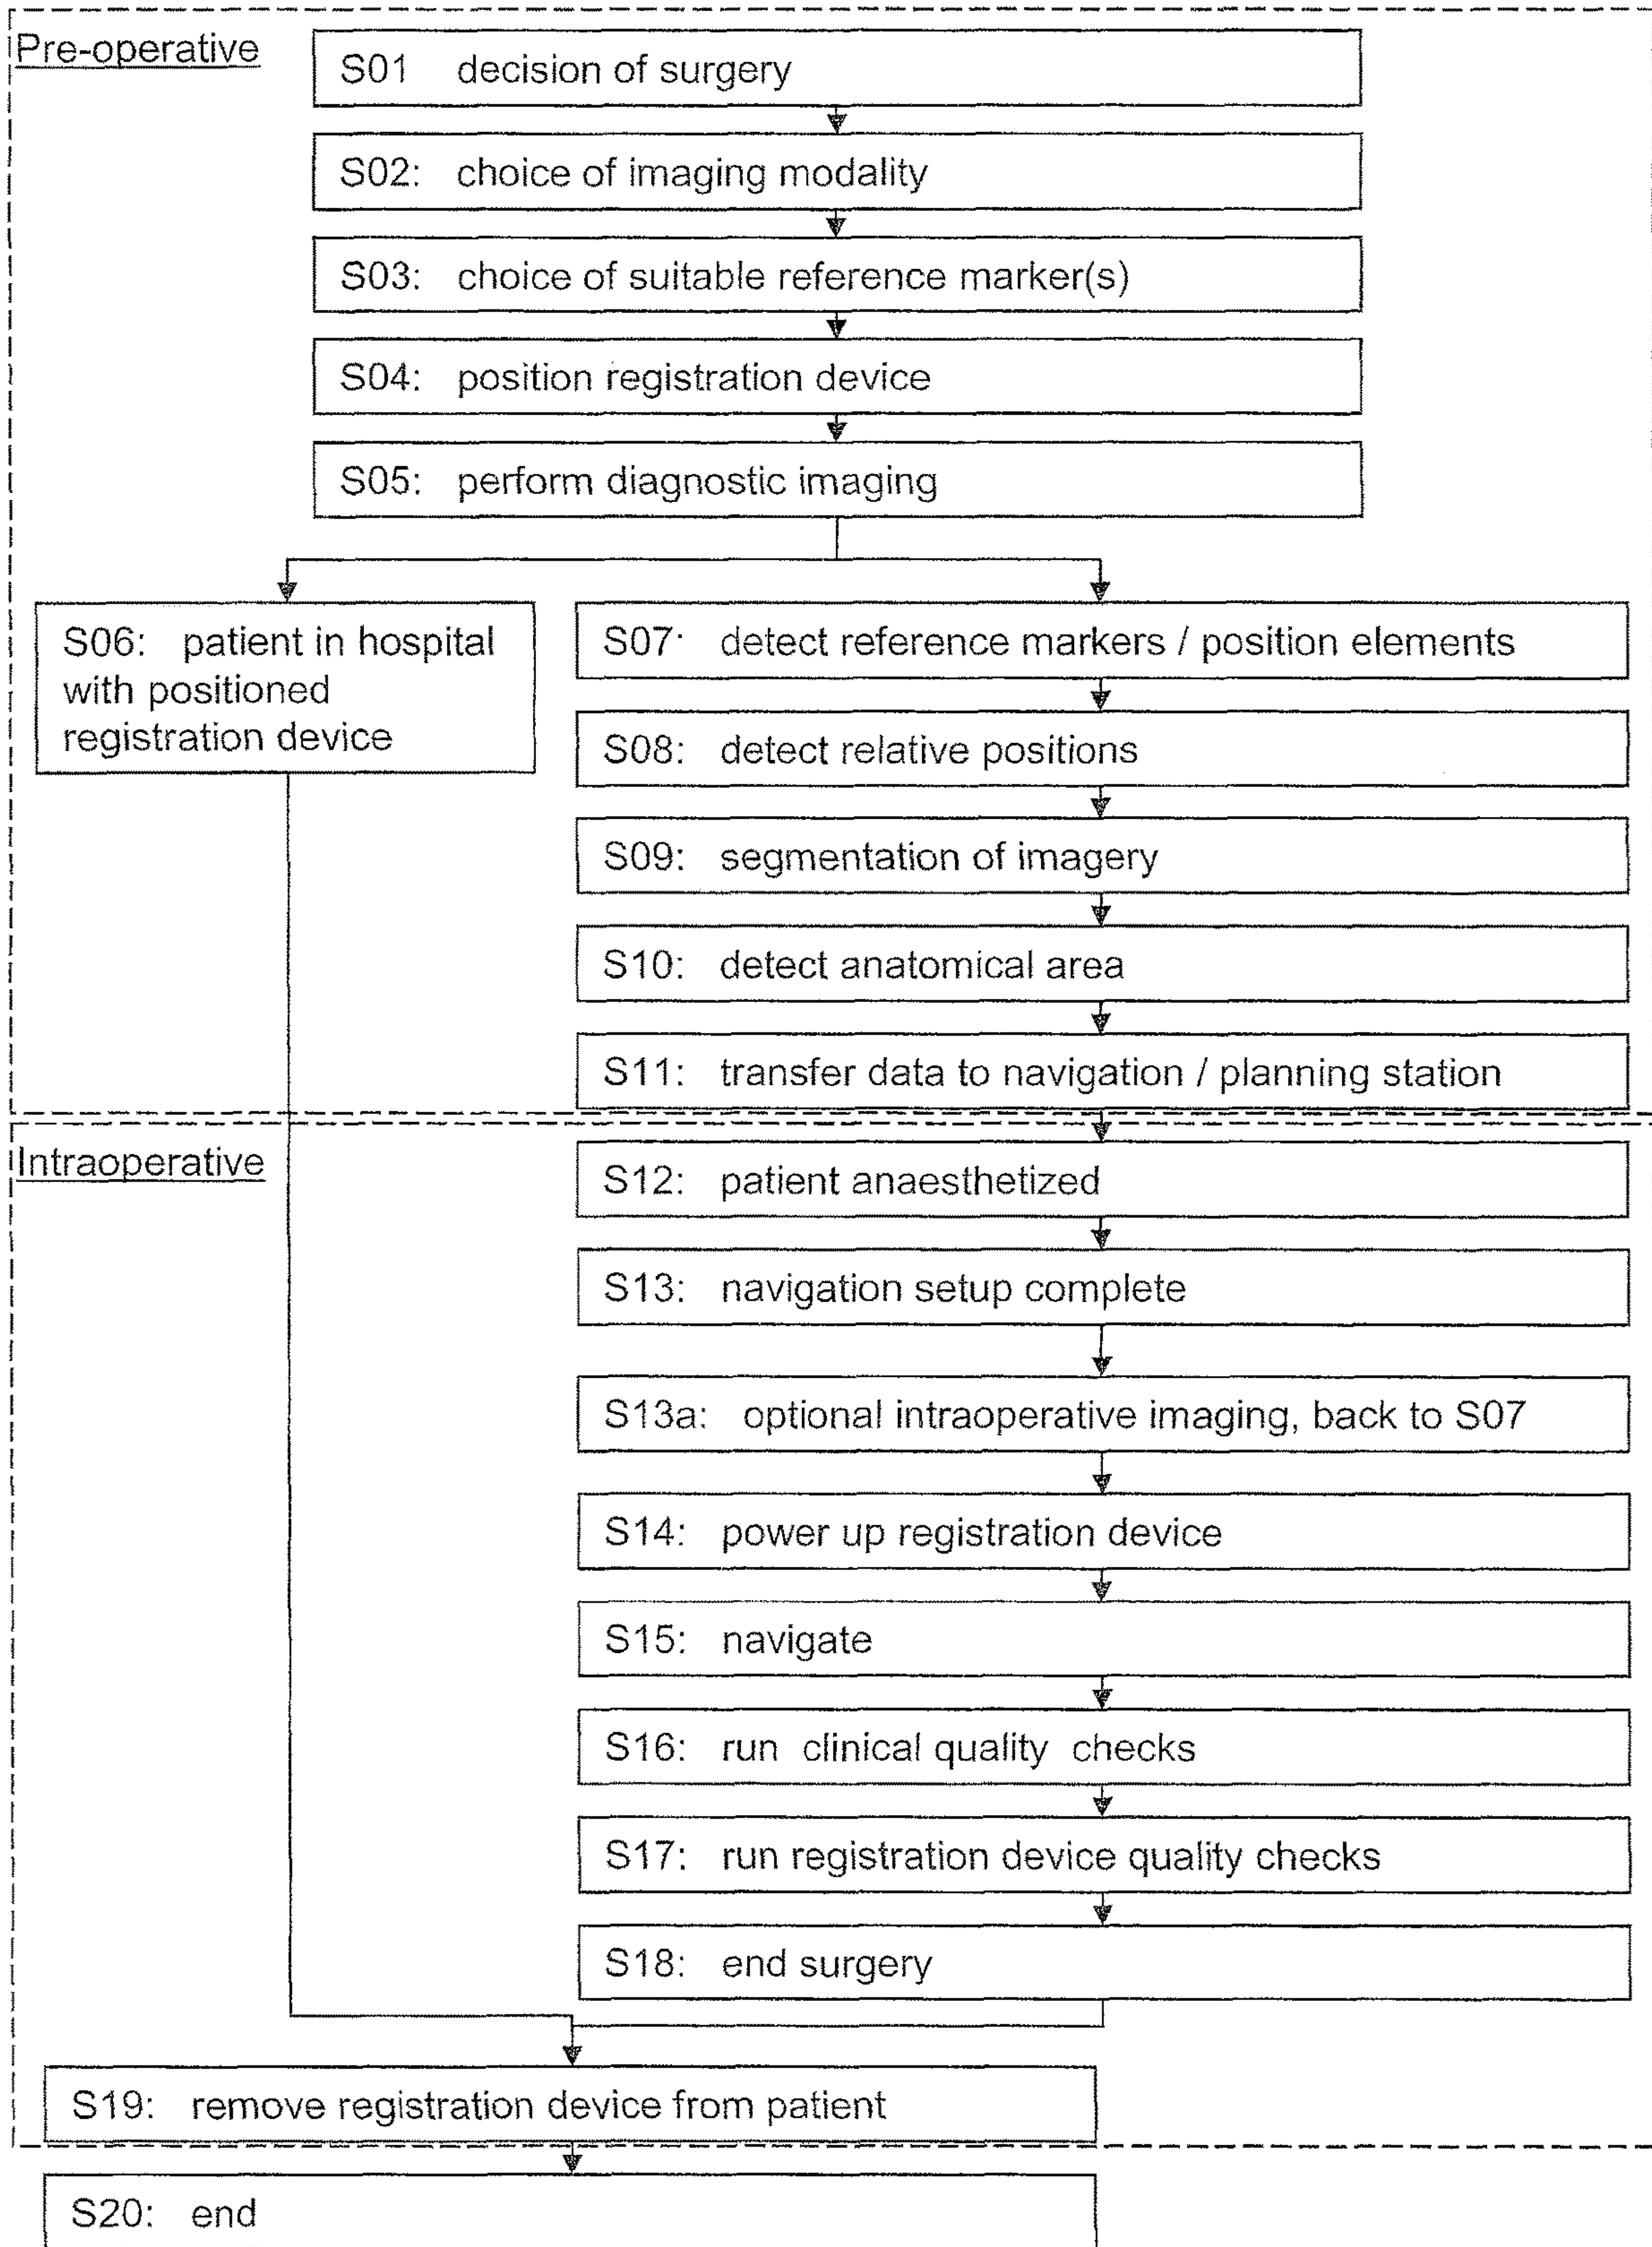 Pre-operative
S01 decision of surgery
S02: choice of imaging modality
S03: choice of suitable reference marker(s)
S04: position registration device
S05: perform diagnostic imaging
S06: patient in hospital
with positioned
registration device
S07: detect reference markers / position elements
S08: detect relative positions
S09: segmentation of imagery
S10: detect anatomical area
S11: transfer data to navigation / planning station
Intraoperative
S12: patient anaesthetized
S13: navigation setup complete
S13a: optional intraoperative imaging, back to S07
S14: power up registration device
S15: navigate
S16: run clinical quality checks
S17: run registration device quality checks
S18: end surgery
S19: remove registration device from patient
S20: end